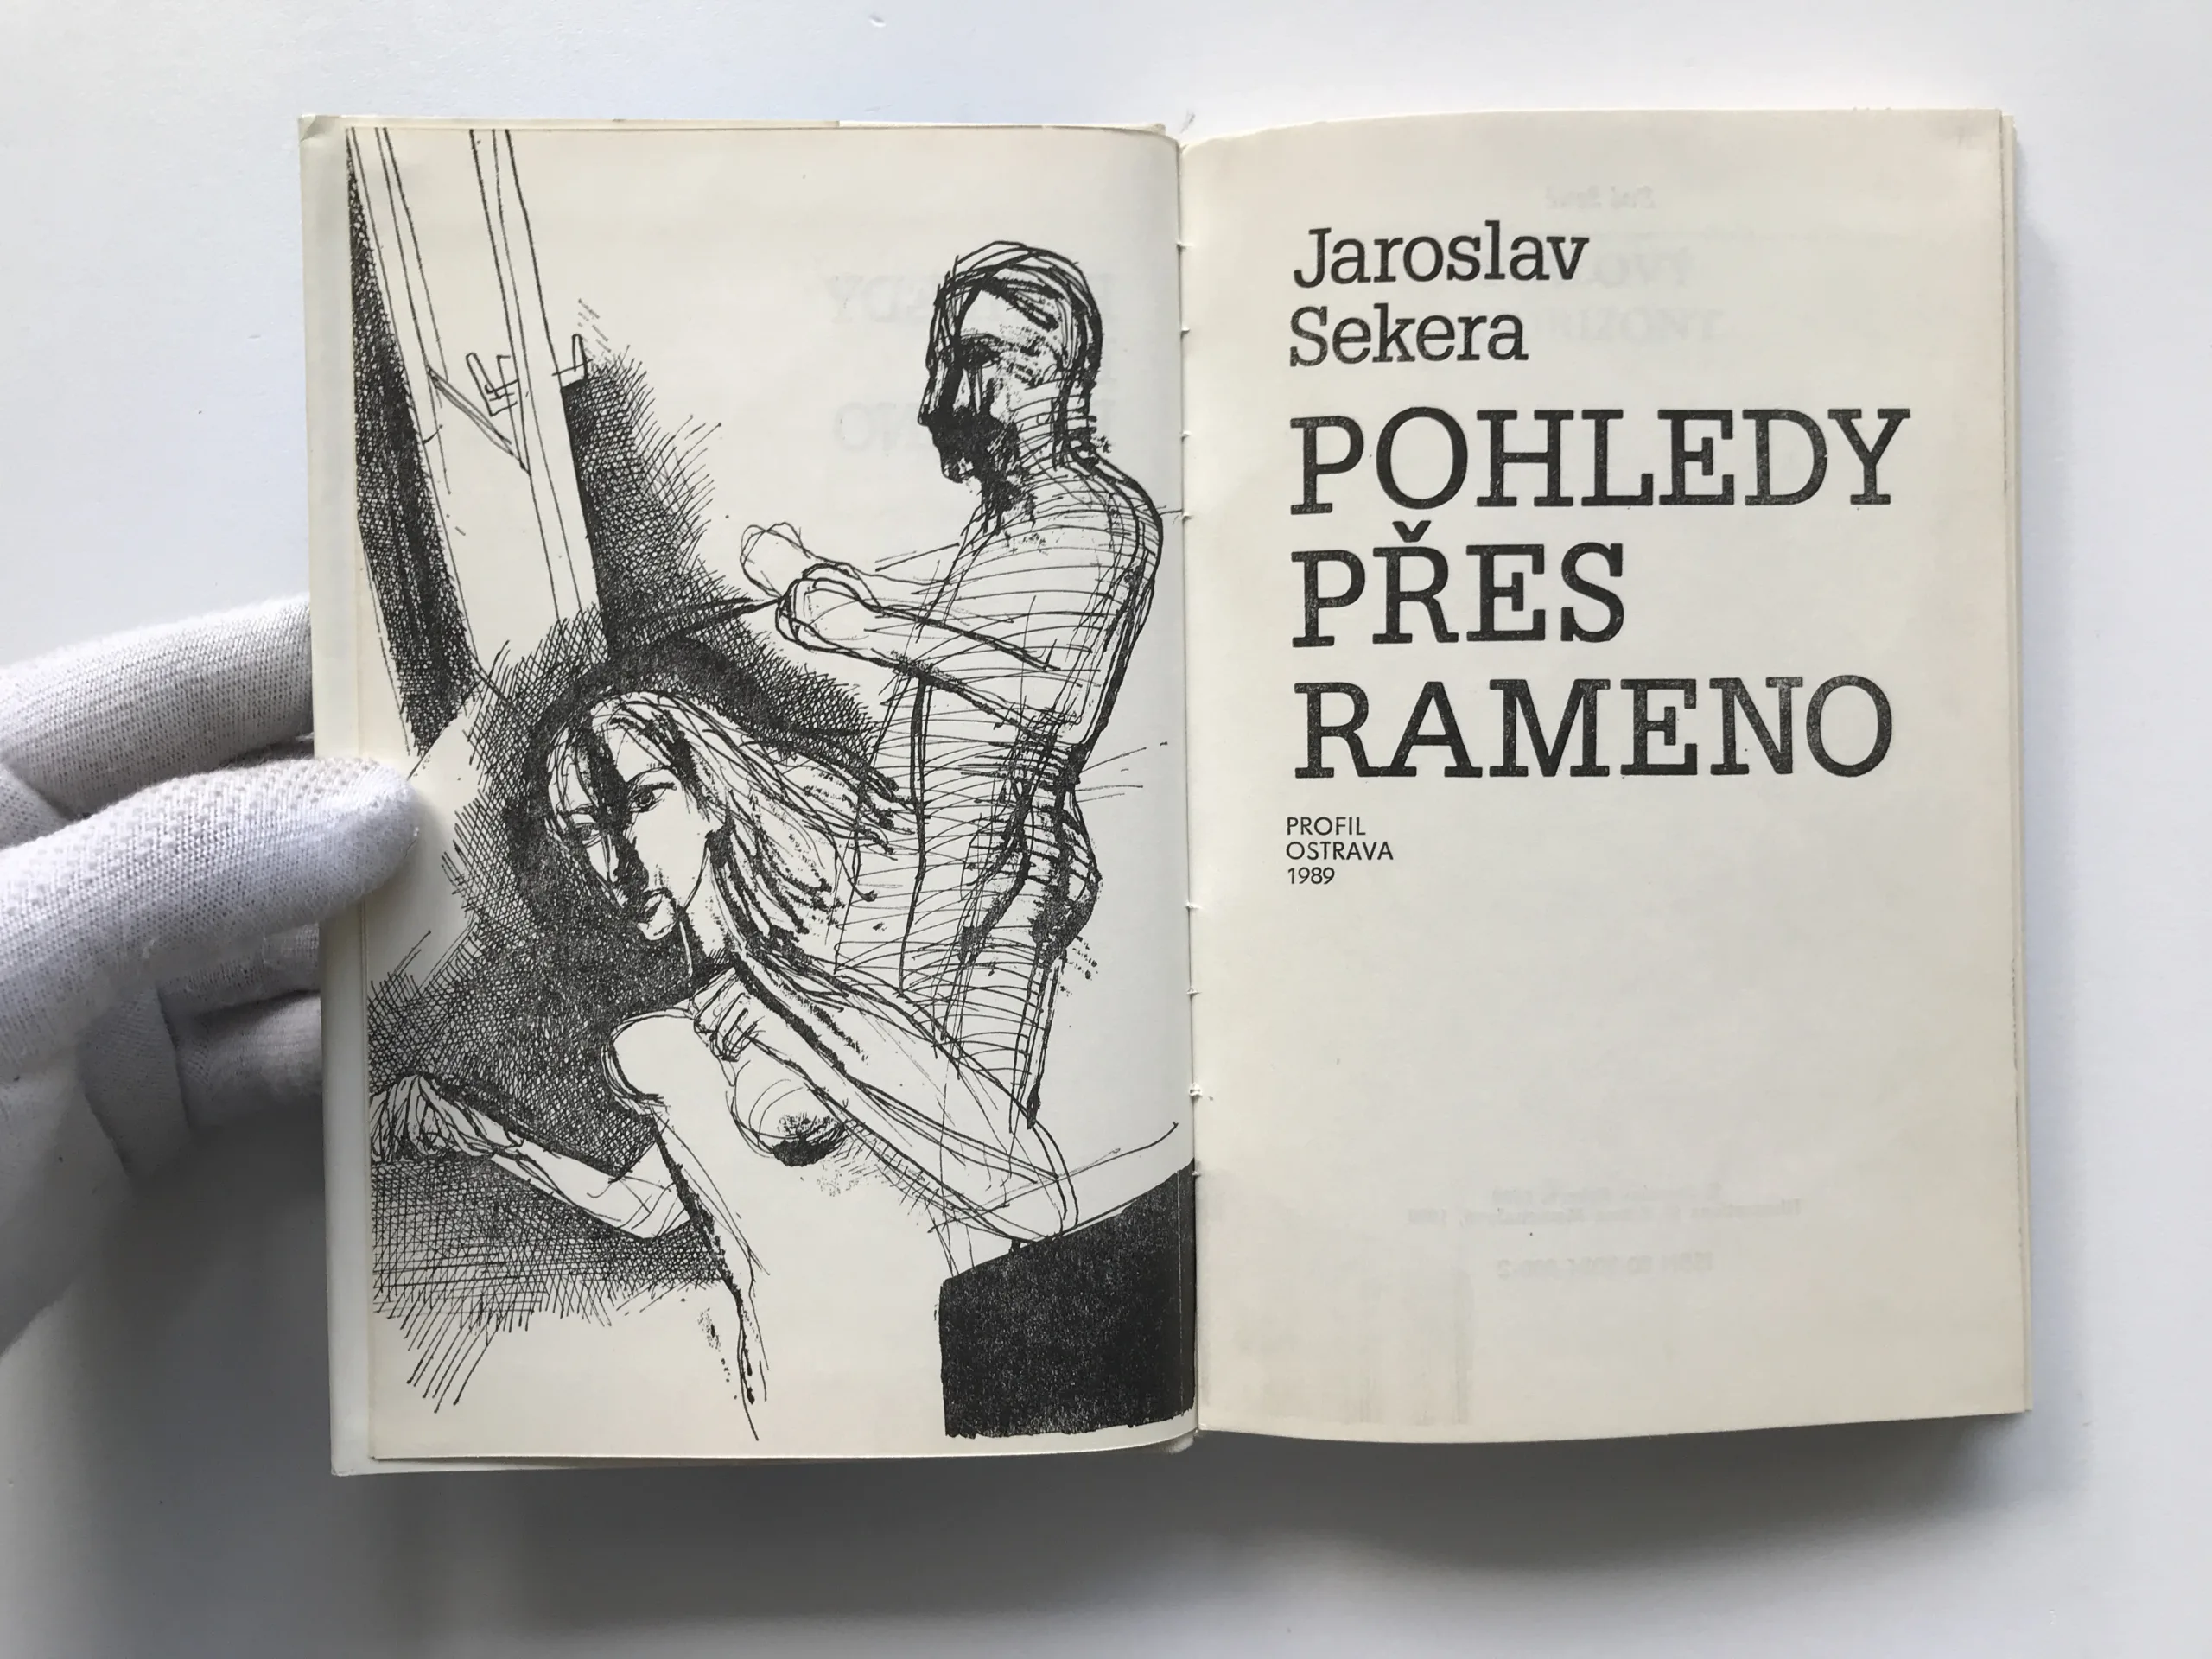 Jaroslav
Sekera
POHLEDY
PŘES
RAMENO
PROFIL
OSTRAVA
1989